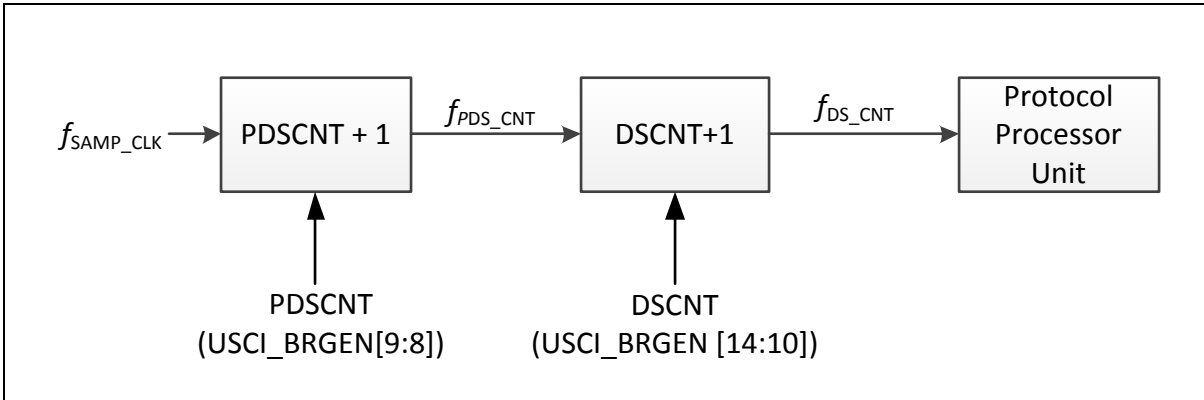 fSAMP_CLK
PDSCNT + 1
fPDS_CNT
DSCNT+1
fDS_CNT
Protocol
Processor
Unit
PDSCNT
(USCI_BRGEN[9:8])
DSCNT
(USCI_BRGEN [14:10])